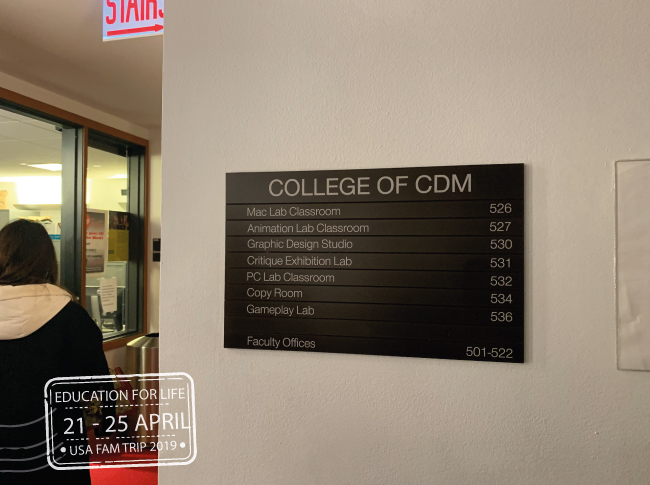 STAIRS
COLLEGE OF CDM
Mac Lab Classroom 526
Animation Lab Classroom 527
Graphic Design Studio 530
Critique Exhibition Lab 531
PC Lab Classroom 532
Copy Room 534
Gameplay Lab 536
Faculty Offices 501-522
EDUCATION FOR LIFE
21 - 25 APRIL
• USA FAM TRIP 2019 •